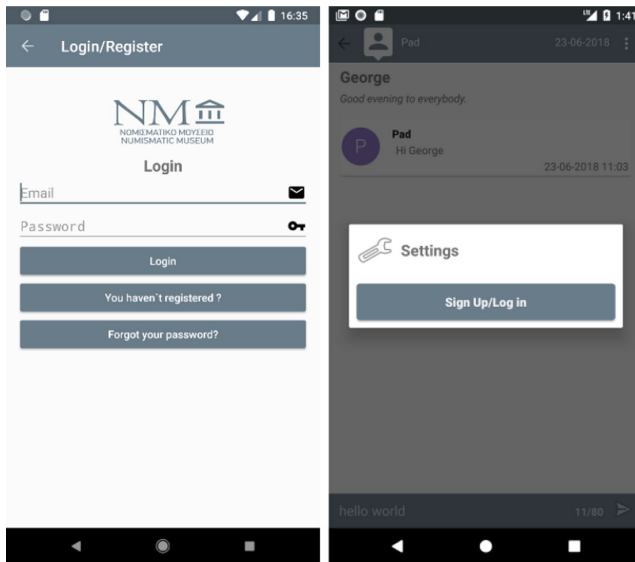 16:35
Login/Register
NM
ΝΟΜΙΣΜΑΤΙΚΟ ΜΟΥΣΕΙΟ
NUMISMATIC MUSEUM
Login
Email
Password
Login
You haven`t registered ?
Forgot your password?
LTE 1:41
Pad 23-06-2018
George
Good evening to everybody.
P
Pad
Hi George
23-06-2018 11:03
Settings
Sign Up/Log in
hello world 11/80